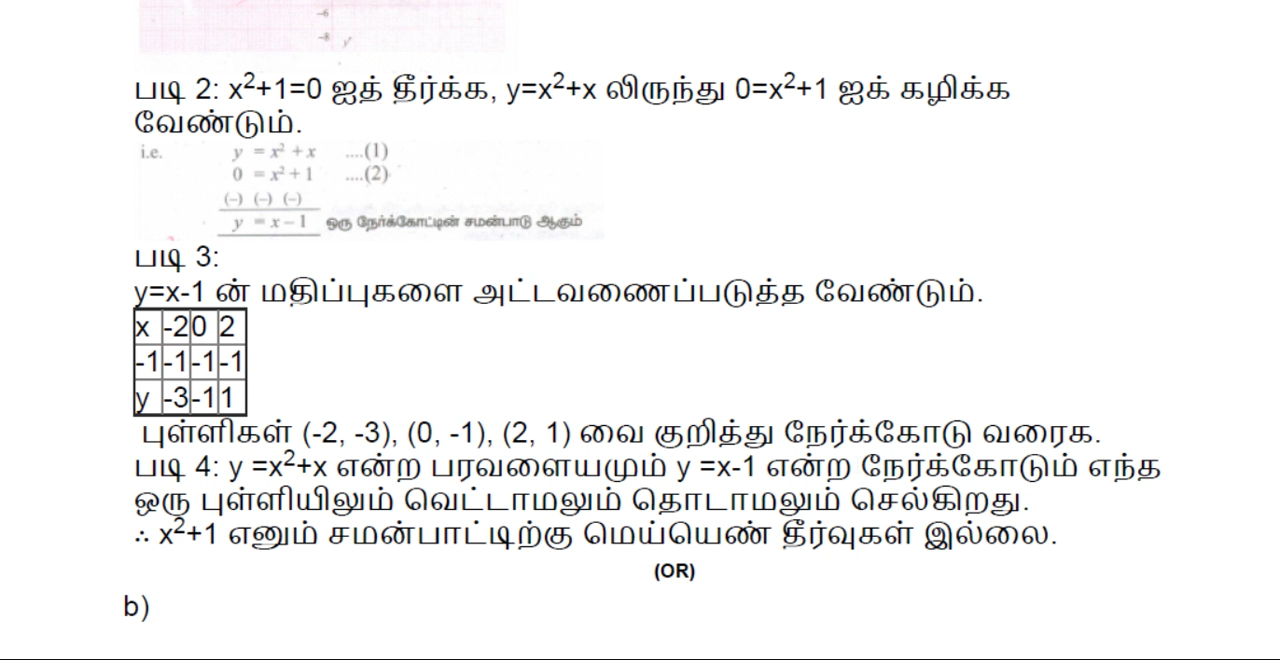 -6
-8 y'
படி 2: x²+1=0 ஐத் தீர்க்க, y=x²+x லிருந்து 0=x²+1 ஐக் கழிக்க
வேண்டும்.
i.e. y = x² + x ....(1)
0 = x² + 1 ....(2)
(–) (–) (–)
y = x – 1 ஒரு நேர்க்கோட்டின் சமன்பாடு ஆகும்
படி 3:
y=x-1 ன் மதிப்புகளை அட்டவணைப்படுத்த வேண்டும்.
x -2 0 2
-1 -1 -1 -1
y -3 -1 1
புள்ளிகள் (-2, -3), (0, -1), (2, 1) வை குறித்து நேர்க்கோடு வரைக.
படி 4: y =x²+x என்ற பரவளையமும் y =x-1 என்ற நேர்க்கோடும் எந்த
ஒரு புள்ளியிலும் வெட்டாமலும் தொடாமலும் செல்கிறது.
∴ x²+1 எனும் சமன்பாட்டிற்கு மெய்யெண் தீர்வுகள் இல்லை.
(OR)
b)